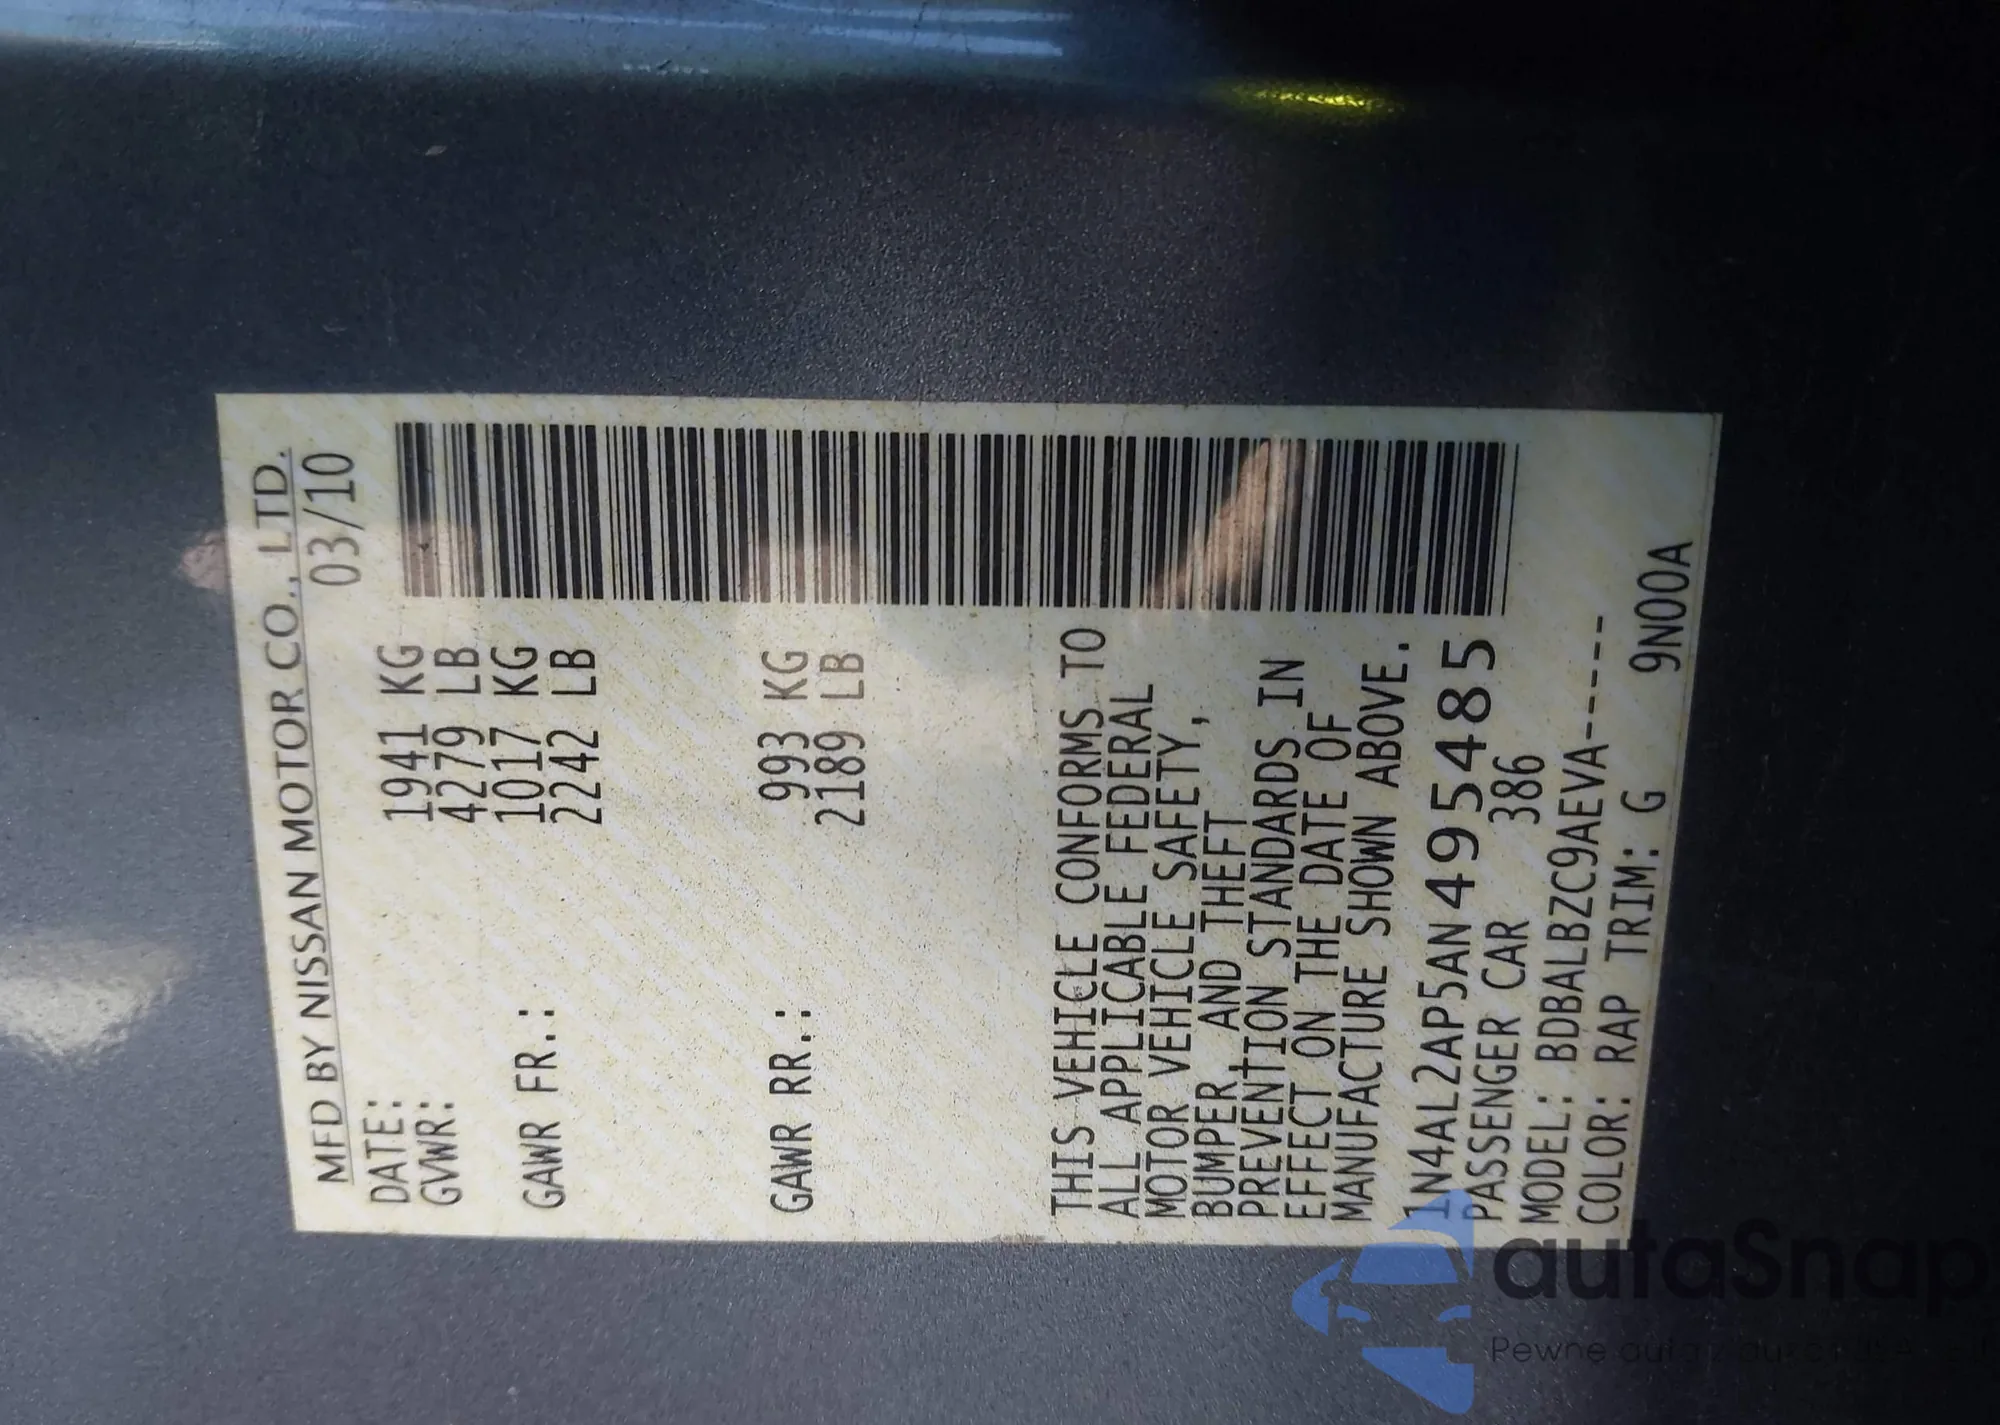 MFD BY NISSAN MOTOR CO., LTD.
DATE: 03/10
GVWR: 1941 KG
4279 LB
GAWR FR.: 1017 KG
2242 LB
GAWR RR.: 993 KG
2189 LB
THIS VEHICLE CONFORMS TO
ALL APPLICABLE FEDERAL
MOTOR VEHICLE SAFETY,
BUMPER, AND THEFT
PREVENTION STANDARDS IN
EFFECT ON THE DATE OF
MANUFACTURE SHOWN ABOVE.
1N4AL2AP5AN495485
PASSENGER CAR 386
MODEL: BDBALBZC9AEVA-----
COLOR: RAP TRIM: G 9N00A
autaSnap
Pewne auta z